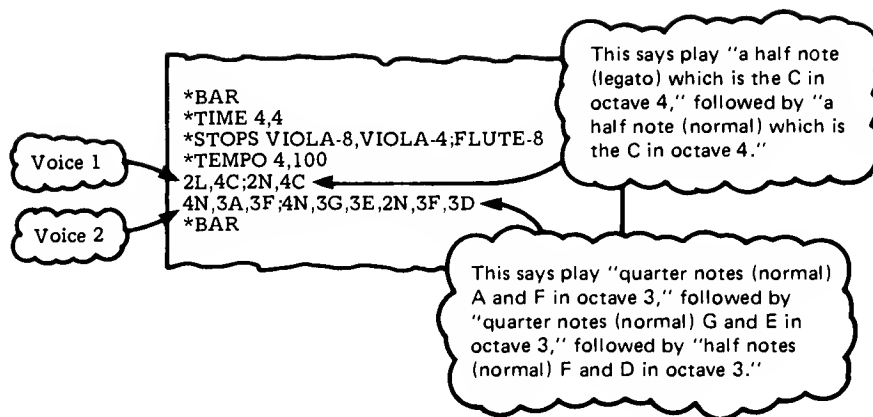 This says play "a half note
(legato) which is the C in
octave 4," followed by "a
half note (normal) which is
the C in octave 4."
*BAR
*TIME 4,4
*STOPS VIOLA-8,VIOLA-4;FLUTE-8
*TEMPO 4,100
Voice 1
2L,4C;2N,4C
4N,3A,3F;4N,3G,3E,2N,3F,3D
Voice 2
*BAR
This says play "quarter notes (normal)
A and F in octave 3," followed by
"quarter notes (normal) G and E in
octave 3," followed by "half notes
(normal) F and D in octave 3."